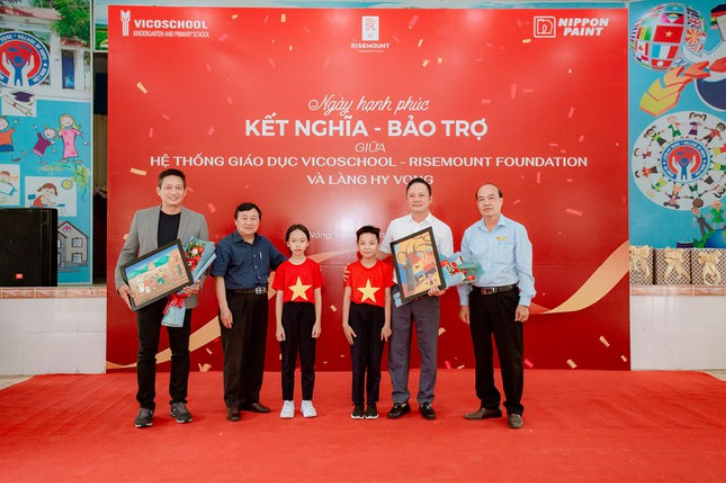 VICOSCHOOL
KINDERGARTEN AND PRIMARY SCHOOL
RISEMOUNT
NIPPON
PAINT
Ngày hạnh phúc
KẾT NGHĨA - BẢO TRỢ
GIỮA
HỆ THỐNG GIÁO DỤC VICOSCHOOL - RISEMOUNT FOUNDATION
VÀ LÀNG HY VỌNG